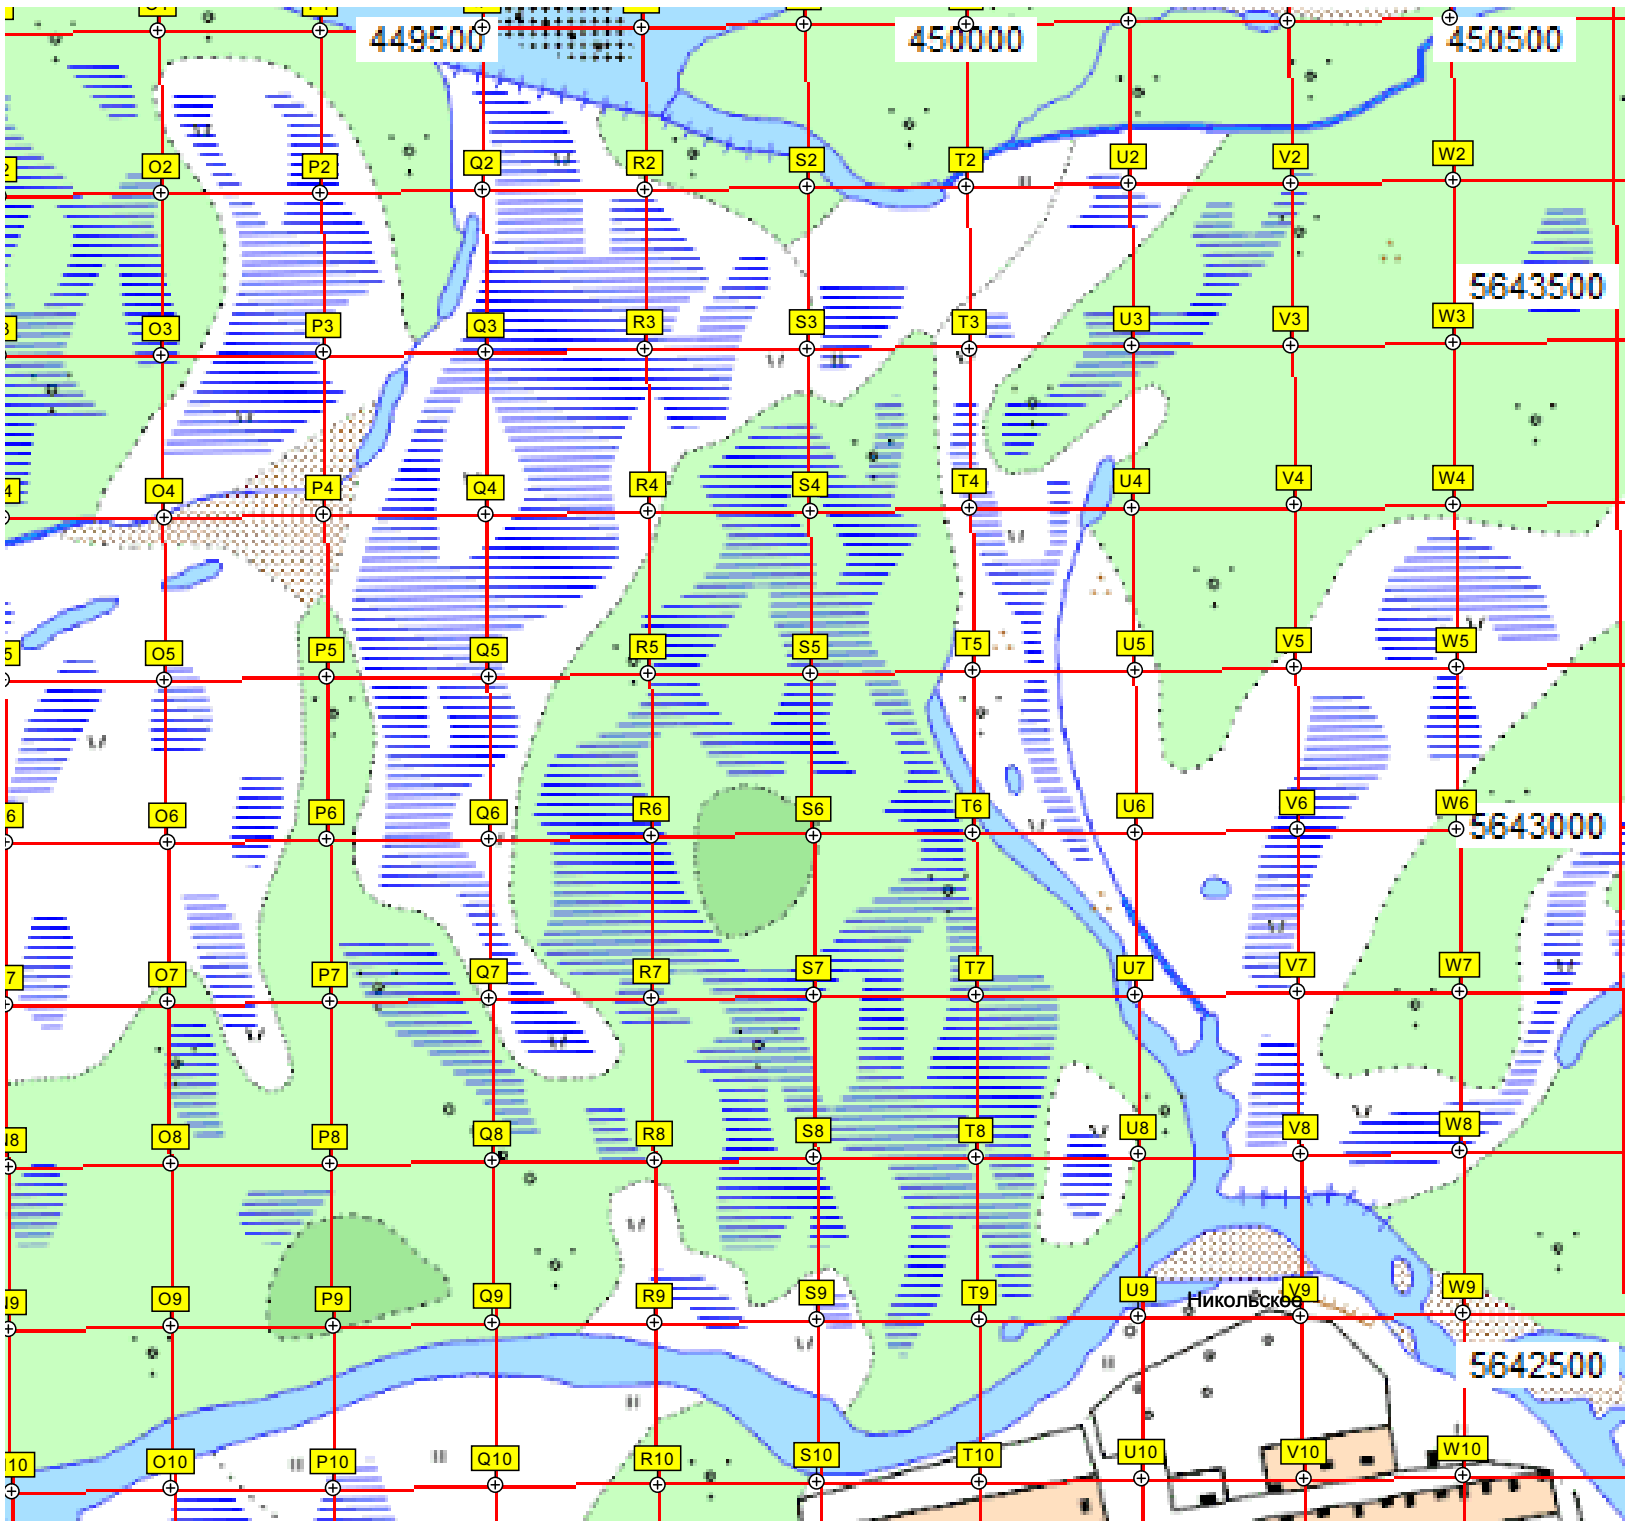 449500 450000 450500
O2 P2 Q2 R2 S2 T2 U2 V2 W2
5643500
O3 P3 Q3 R3 S3 T3 U3 V3 W3
O4 P4 Q4 R4 S4 T4 U4 V4 W4
O5 P5 Q5 R5 S5 T5 U5 V5 W5
O6 P6 Q6 R6 S6 T6 U6 V6 W6
5643000
O7 P7 Q7 R7 S7 T7 U7 V7 W7
O8 P8 Q8 R8 S8 T8 U8 V8 W8
O9 P9 Q9 R9 S9 T9 U9 V9 W9
Никольское
5642500
O10 P10 Q10 R10 S10 T10 U10 V10 W10